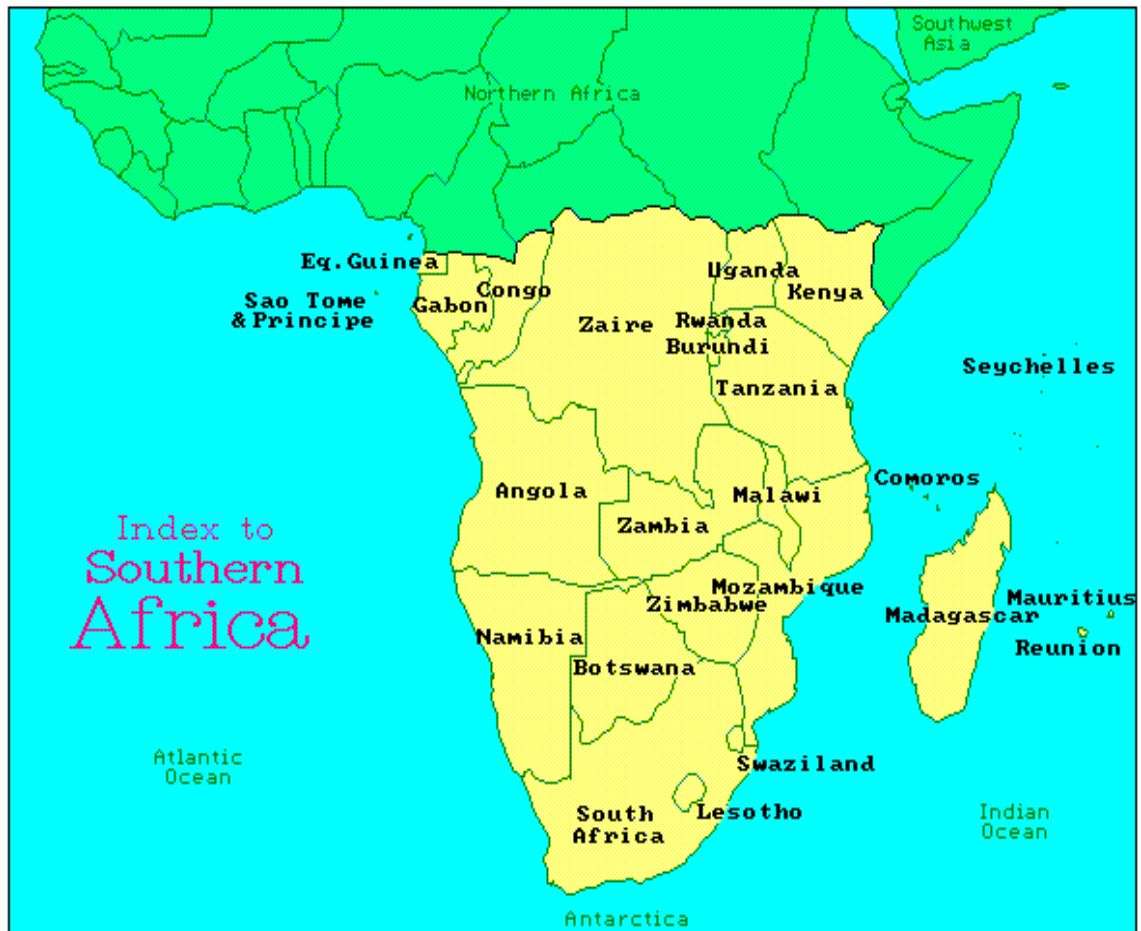 Southwest
Asia
Northern Africa
Eq.Guinea
Congo
Uganda
Kenya
Gabon
Sao Tome
& Principe
Zaire
Rwanda
Burundi
Seychelles
Tanzania
Angola
Malawi
Comoros
Zambia
Index to
Southern
Africa
Mozambique
Zimbabwe
Madagascar
Mauritius
Namibia
Reunion
Botswana
Atlantic
Ocean
Swaziland
South
Africa
Lesotho
Indian
Ocean
Antarctica